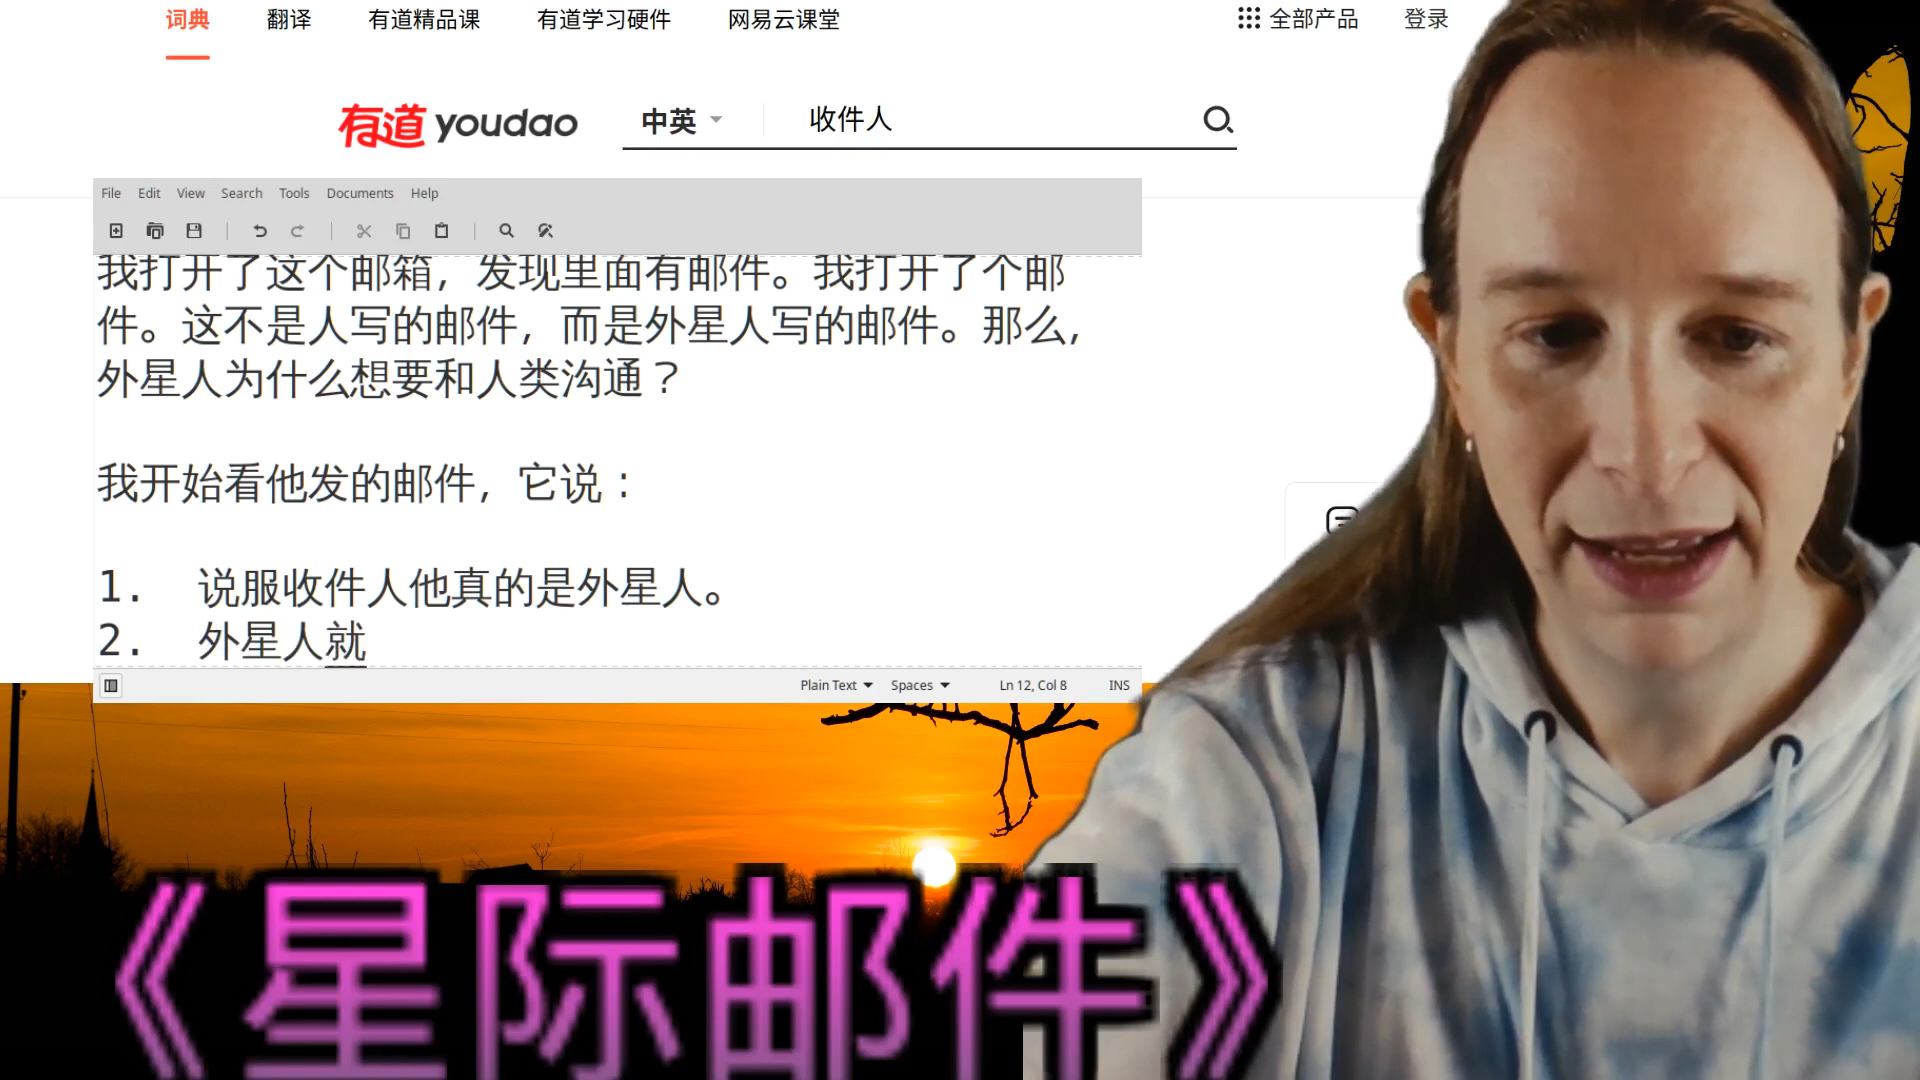 词典 翻译 有道精品课 有道学习硬件 网易云课堂 全部产品 登录
有道 youdao 中英 收件人
File Edit View Search Tools Documents Help
我打开了这个邮箱，发现里面有邮件。我打开了个邮
件。这不是人写的邮件，而是外星人写的邮件。那么，
外星人为什么想要和人类沟通？
我开始看他发的邮件，它说：
1. 说服收件人他真的是外星人。
2. 外星人就
Plain Text Spaces Ln 12, Col 8 INS
《星际邮件》